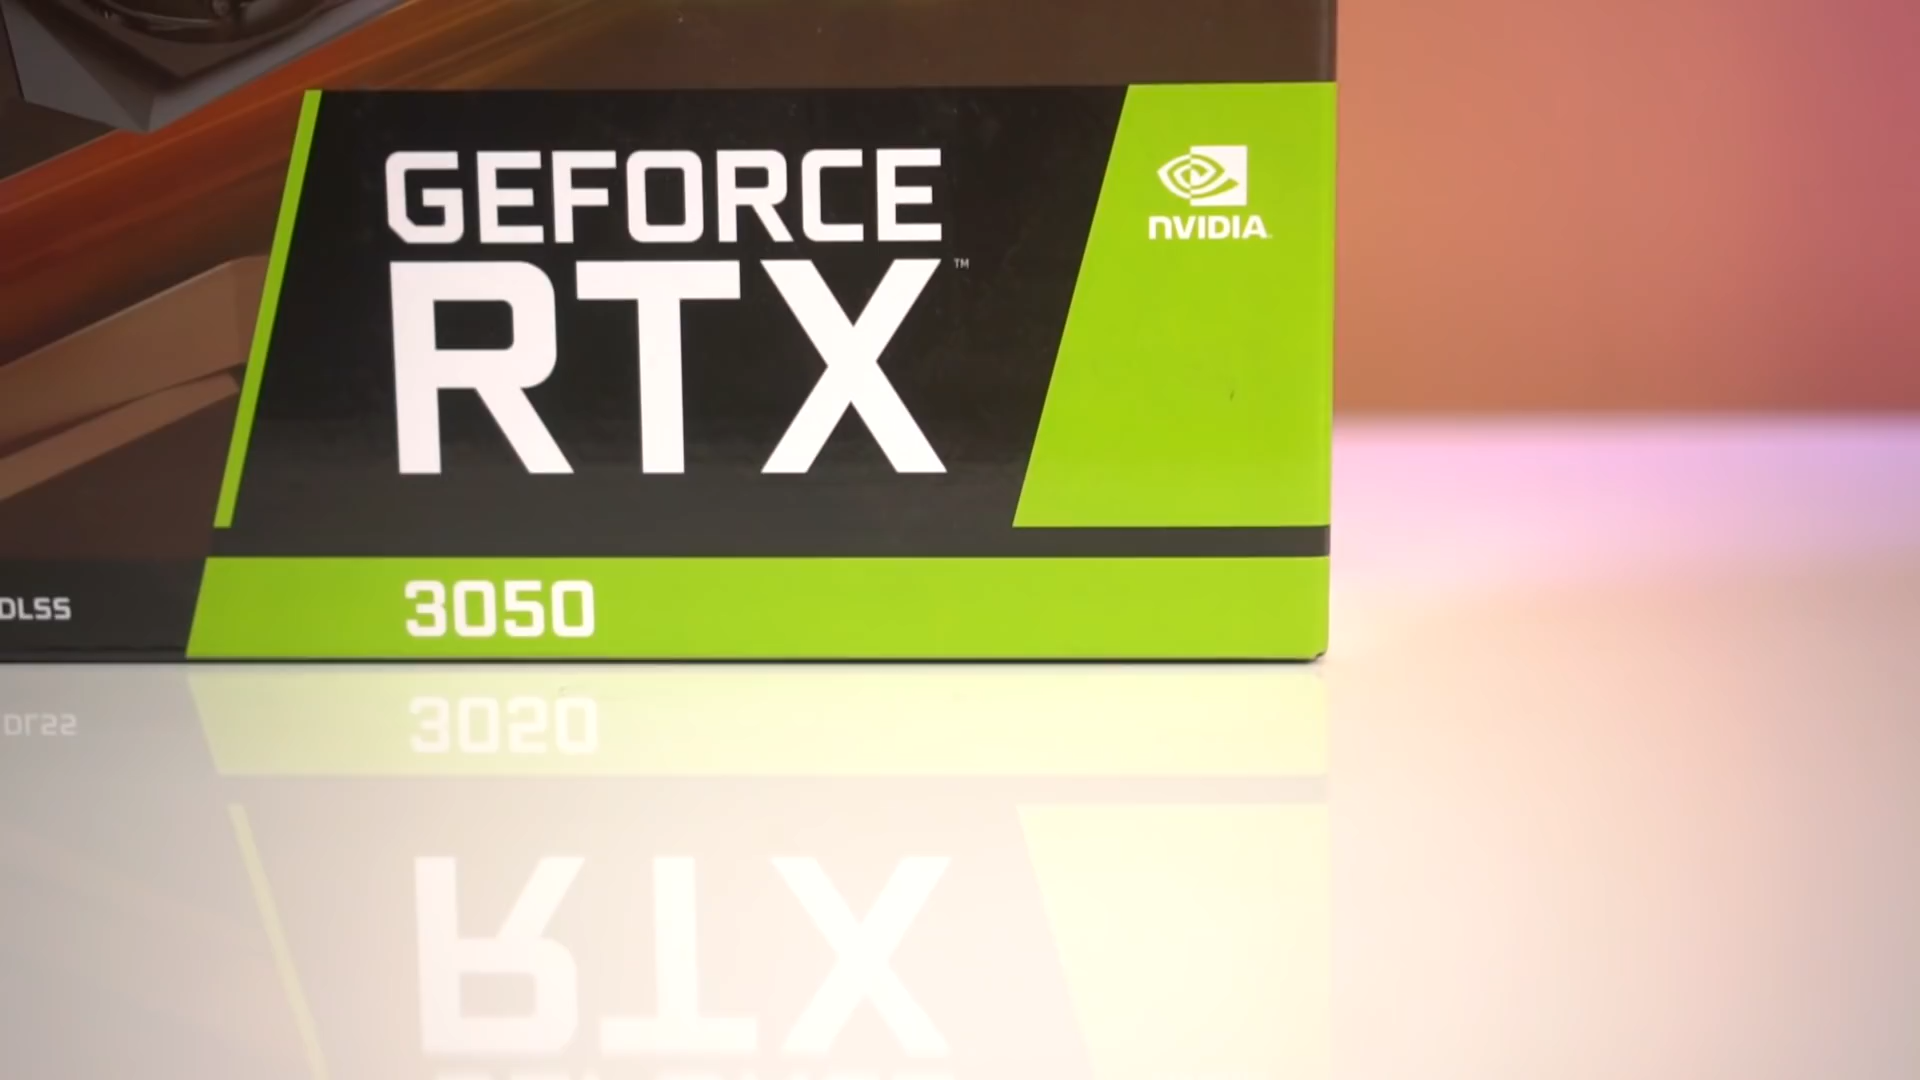 GEFORCE
RTX™
NVIDIA.
DLSS
3050